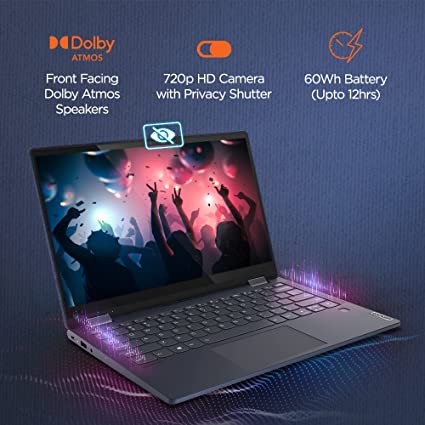 Dolby
ATMOS
Front Facing
Dolby Atmos
Speakers
720p HD Camera
with Privacy Shutter
60Wh Battery
(Upto 12hrs)